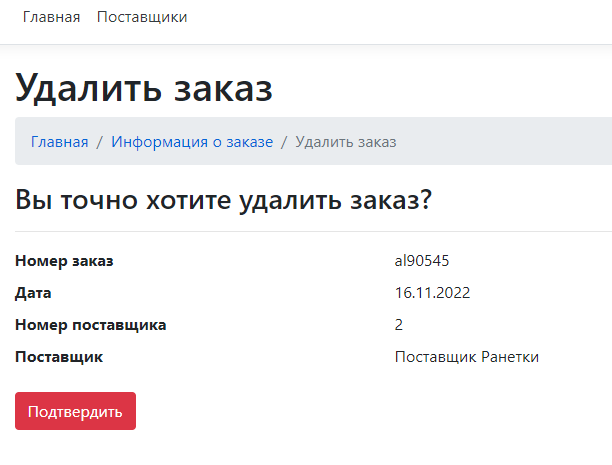 Главная Поставщики
Удалить заказ
Главная / Информация о заказе / Удалить заказ
Вы точно хотите удалить заказ?
Номер заказ al90545
Дата 16.11.2022
Номер поставщика 2
Поставщик Поставщик Ранетки
Подтвердить